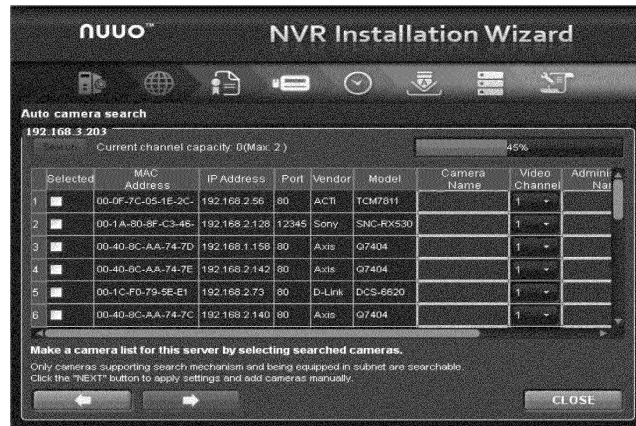 nuuo™ NVR Installation Wizard
Auto camera search
192.168.3.203
Search Current channel capacity: 0(Max: 2 ) 45%
Selected MAC Address IP Address Port Vendor Model Camera Name Video Channel
1 00-0F-7C-05-1E-2C- 192.168.2.56 80 ACTi TCM7811 1
2 00-1A-80-8F-C3-46- 192.168.2.128 12345 Sony SNC-RX530 1
3 00-40-8C-AA-74-7D 192.168.1.158 80 Axis Q7404 1
4 00-40-8C-AA-74-7E 192.168.2.142 80 Axis Q7404 1
5 00-1C-F0-79-5E-E1 192.168.2.73 80 D-Link DCS-6620 1
6 00-40-8C-AA-74-7C 192.168.2.140 80 Axis Q7404 1
Make a camera list for this server by selecting searched cameras.
Only cameras supporting search mechanism and being equipped in subnet are searchable.
Click the "NEXT" button to apply settings and add cameras manually.
CLOSE